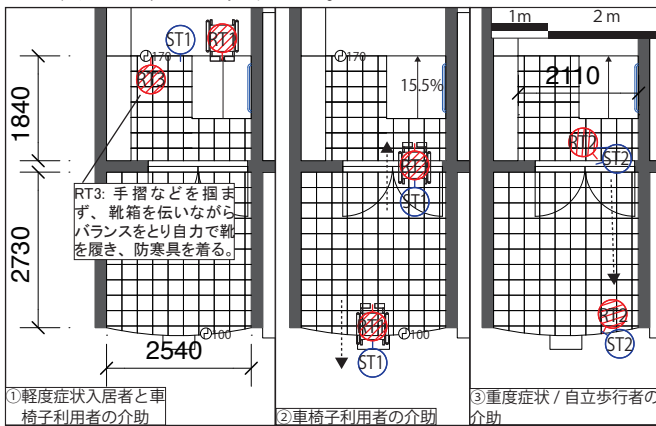 1m
2 m
ST1
RT1
170
RT3
170
15.5%
2110
RT2
ST2
1840
ST1
RT3: 手摺などを掴ま
ず、靴箱を伝いながら
バランスをとり自力で靴
を履き、防寒具を着る。
2730
RT1
RT2
100
100
ST1
ST2
2540
①軽度症状入居者と車
椅子利用者の介助
②車椅子利用者の介助
③重度症状 / 自立歩行者の
介助